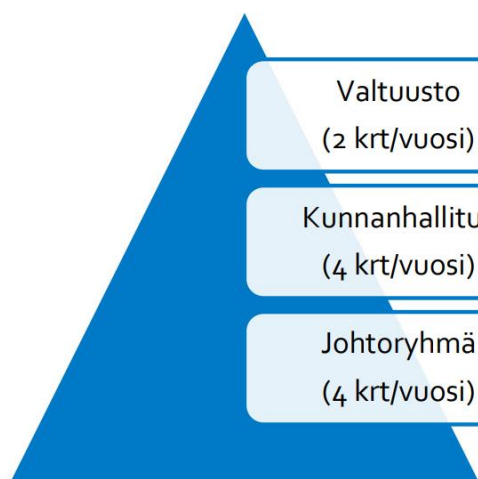 Valtuusto
(2 krt/vuosi)
Kunnanhallitu
(4 krt/vuosi)
Johtoryhmä
(4 krt/vuosi)